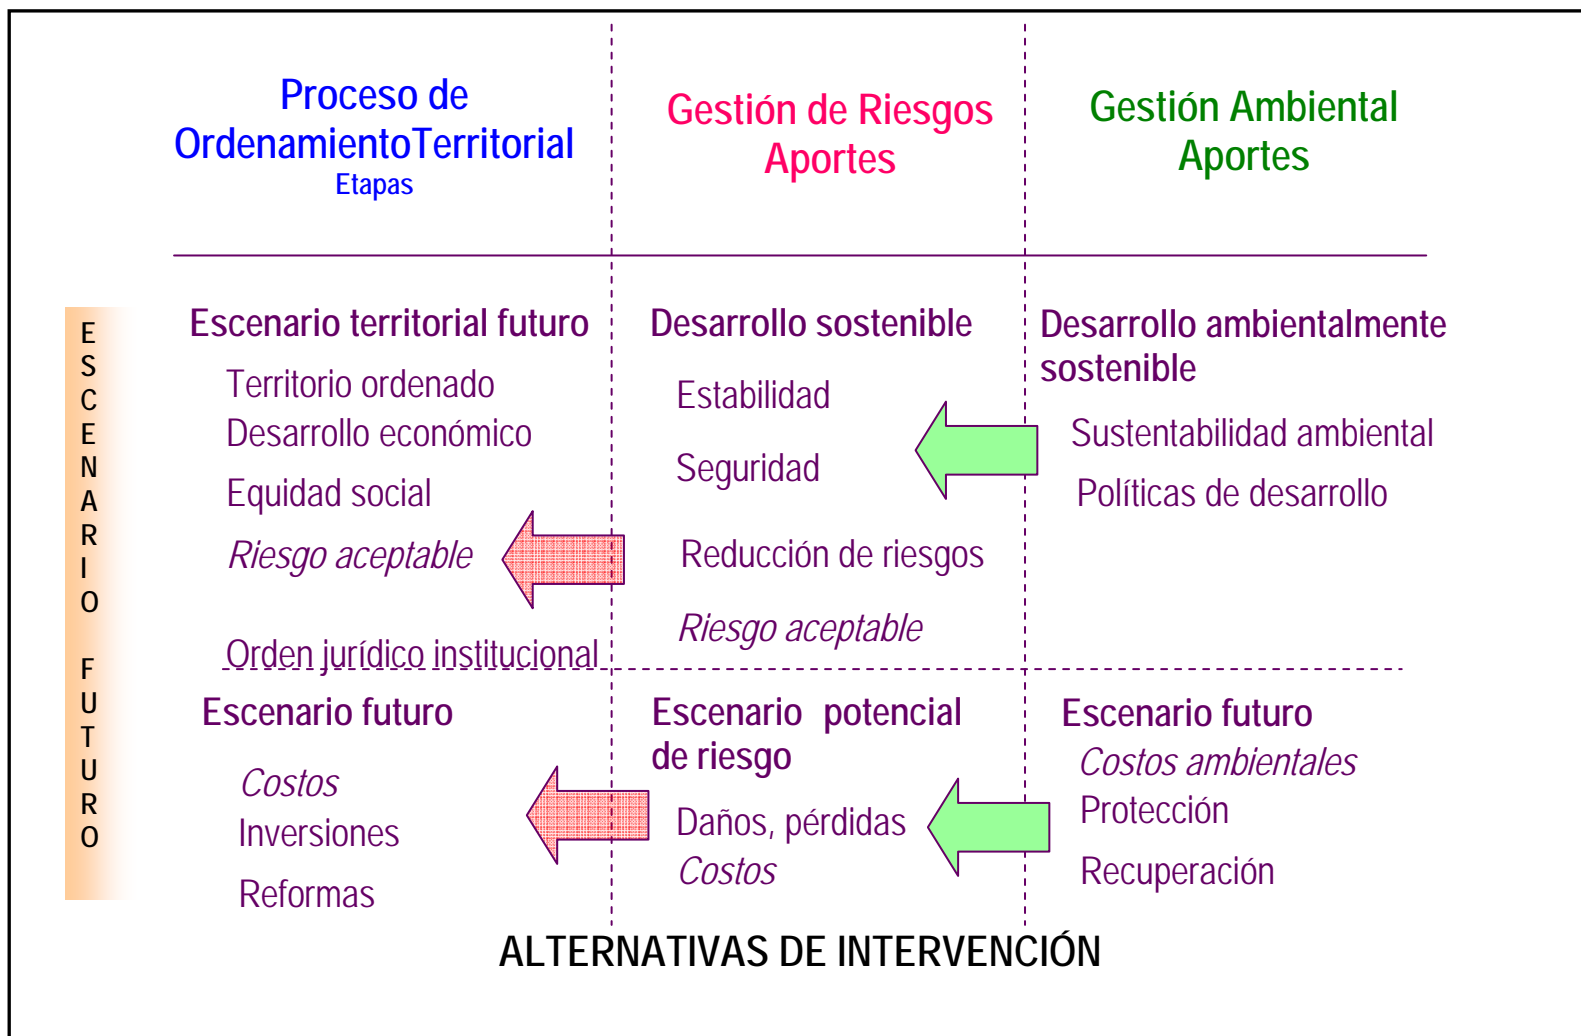 Proceso de
OrdenamientoTerritorial
Etapas
Gestión de Riesgos
Aportes
Gestión Ambiental
Aportes
ESCENARIO FUTURO
Escenario territorial futuro
Territorio ordenado
Desarrollo económico
Equidad social
Riesgo aceptable
Orden jurídico institucional
Desarrollo sostenible
Estabilidad
Seguridad
Reducción de riesgos
Riesgo aceptable
Desarrollo ambientalmente
sostenible
Sustentabilidad ambiental
Políticas de desarrollo
Escenario futuro
Costos
Inversiones
Reformas
Escenario potencial
de riesgo
Daños, pérdidas
Costos
Escenario futuro
Costos ambientales
Protección
Recuperación
ALTERNATIVAS DE INTERVENCIÓN